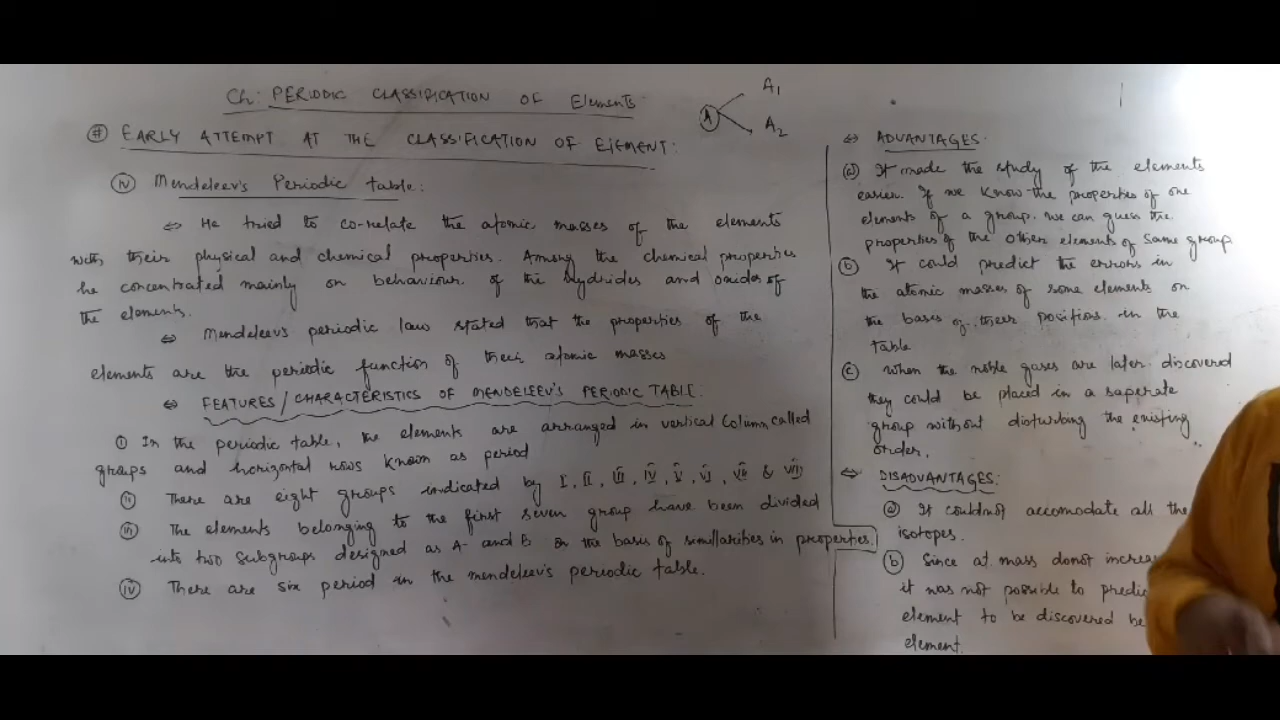 Ch: PERIODIC CLASSIFICATION OF Elements
# EARLY ATTEMPT AT THE CLASSIFICATION OF ELEMENT:
A
A1
A2
iv Mendeleev's Periodic table:
⇔ He tried to co-relate the atomic masses of the elements
with their physical and chemical properties. Among the chemical properties
he concentrated mainly on behaviour of the hydrides and oxides of
the elements.
⇔ Mendeleevs periodic law stated that the properties of the
elements are the periodic function of their atomic masses
⇔ FEATURES/CHARACTERISTICS OF MENDELEEV'S PERIODIC TABLE:
i In the periodic table, the elements are arranged in vertical column called
groups and horizontal rows known as period
ii There are eight groups indicated by I, II, III, IV, V, VI, VII & VIII
iii The elements belonging to the first seven group have been divided
into two subgroups designed as A- and B on the basis of similarities in properties.
iv There are six period in the mendeleev's periodic table.
⇔ ADVANTAGES:
a It made the study of the elements
easier. If we know the properties of one
elements of a group. we can guess the
properties of the other elements of same group
b It could predict the errors in
the atomic masses of some elements on
the basis of their positions in the
table
c When the noble gases are later discovered
they could be placed in a saperate
group without disturbing the existing
order.
⇔ DISADVANTAGES:
a It couldnot accomodate all the
isotopes.
b Since at. mass donot
it was not possible to
element to be discovered
element.